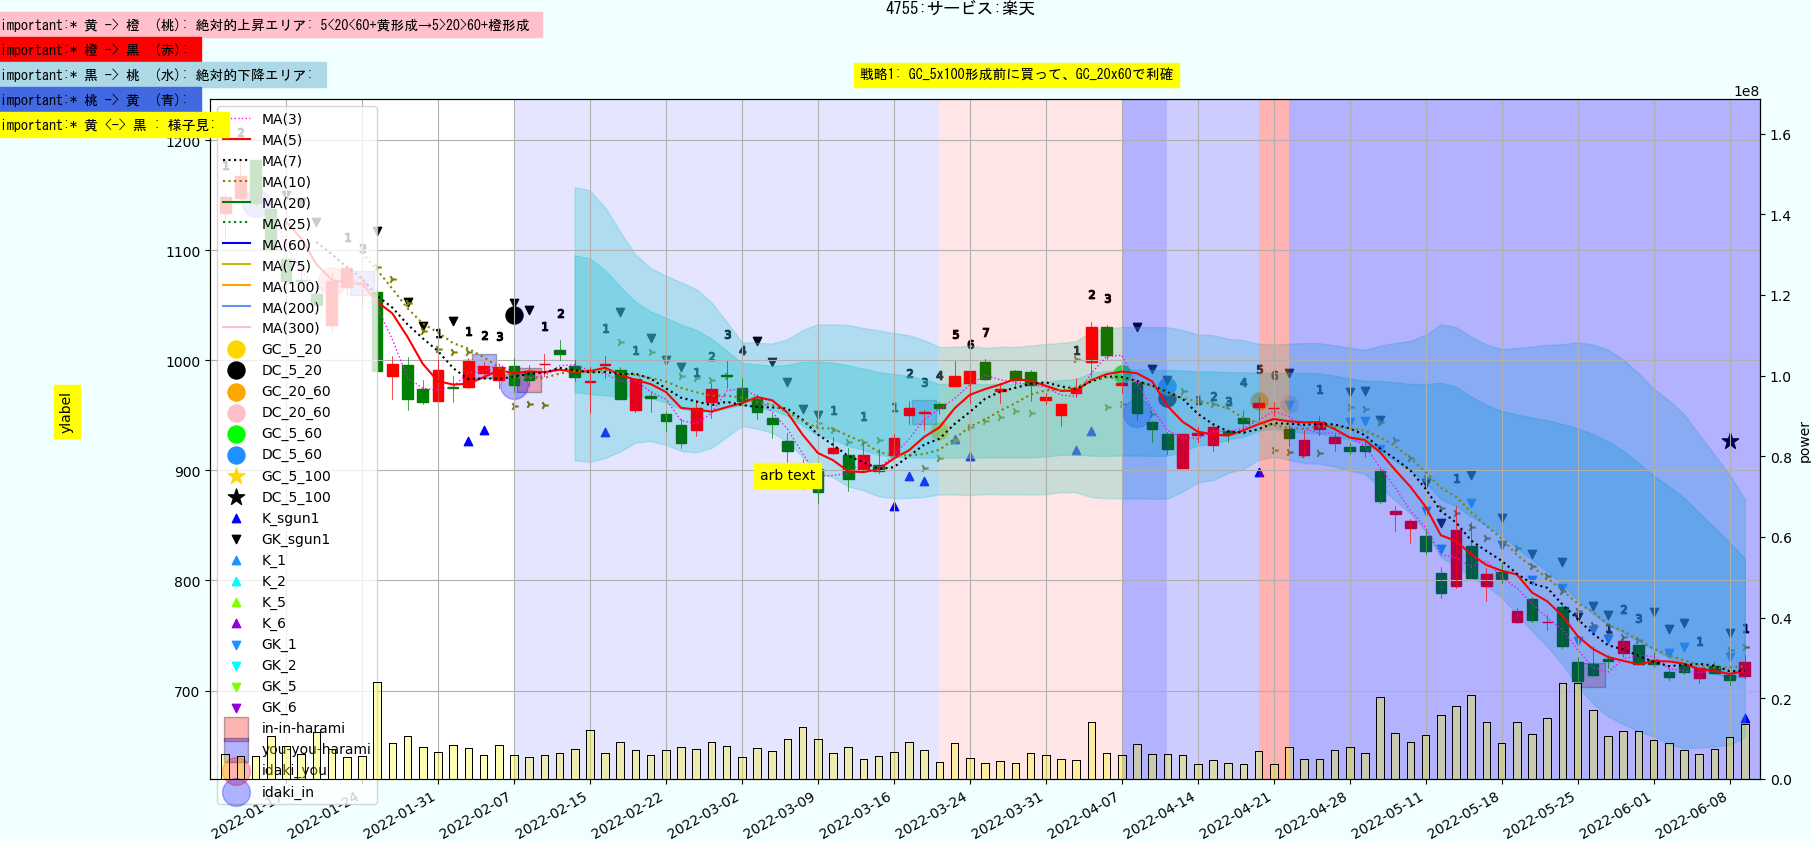 4755:サービス:楽天
important:* 黄 -> 橙 (桃): 絶対的上昇エリア: 5<20<60+黄形成→5>20>60+橙形成
important:* 橙 -> 黒 (赤):
important:* 黒 -> 桃 (水): 絶対的下降エリア:
important:* 桃 -> 黄 (青):
important:* 黄 <-> 黒 : 様子見:
戦略1: GC_5x100形成前に買って、GC_20x60で利確
1e8
MA(3)
MA(5)
MA(7)
MA(10)
MA(20)
MA(25)
MA(60)
MA(75)
MA(100)
MA(200)
MA(300)
GC_5_20
DC_5_20
GC_20_60
DC_20_60
GC_5_60
DC_5_60
GC_5_100
DC_5_100
K_sgun1
GK_sgun1
K_1
K_2
K_5
K_6
GK_1
GK_2
GK_5
GK_6
in-in-harami
you-you-harami
idaki_you
idaki_in
1200
1100
1000
900
800
700
ylabel
arb text
1.6
1.4
1.2
1.0
0.8
0.6
0.4
0.2
0.0
power
2022-01-24
2022-01-31
2022-02-07
2022-02-15
2022-02-22
2022-03-02
2022-03-09
2022-03-16
2022-03-24
2022-03-31
2022-04-07
2022-04-14
2022-04-21
2022-04-28
2022-05-11
2022-05-18
2022-05-25
2022-06-01
2022-06-08